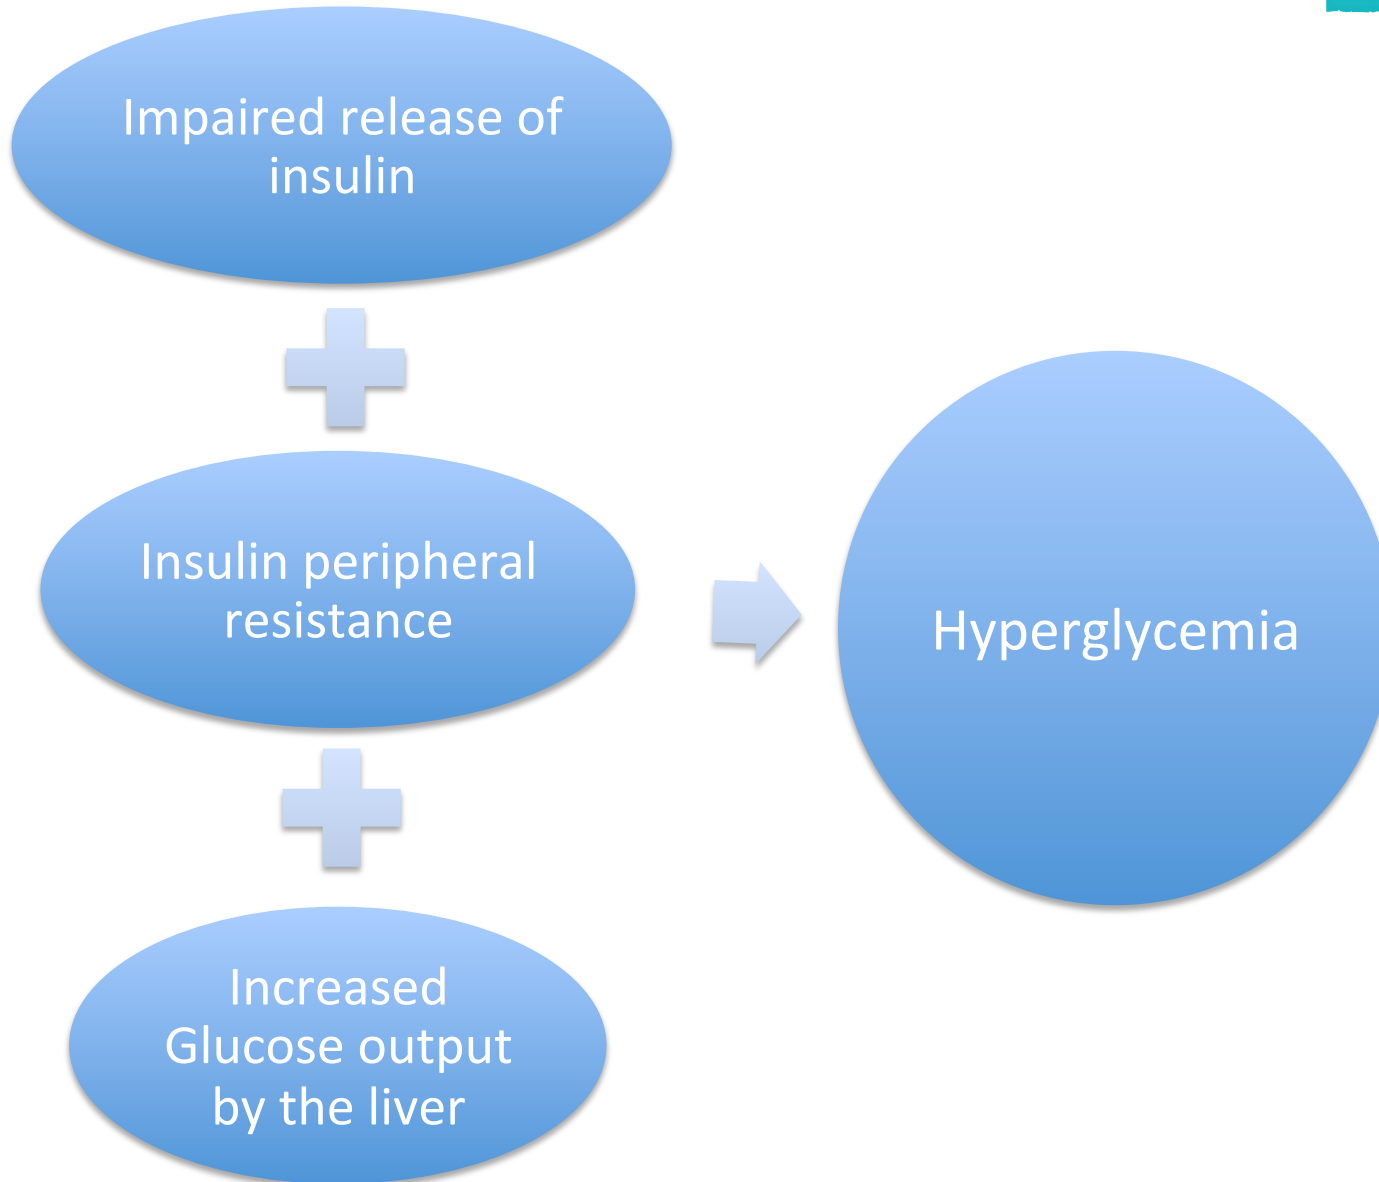 Impaired release of
insulin
Insulin peripheral
resistance
Hyperglycemia
Increased
Glucose output
by the liver